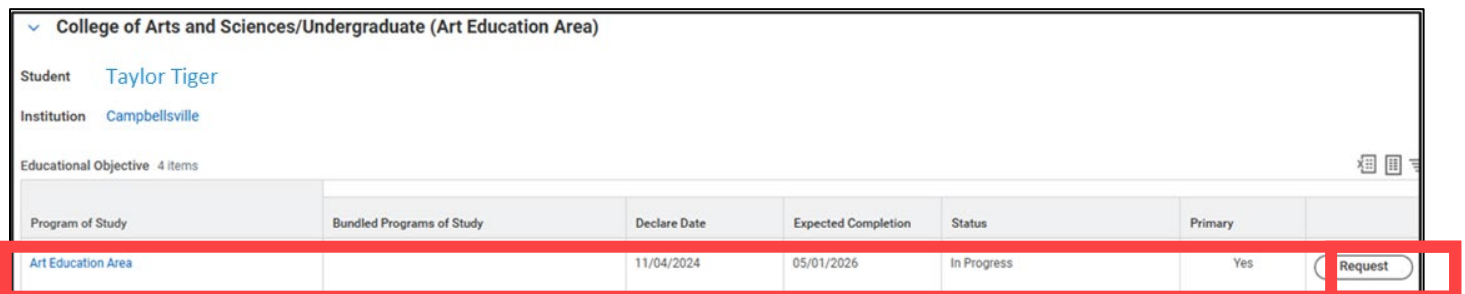 College of Arts and Sciences/Undergraduate (Art Education Area)
Student Taylor Tiger
Institution Campbellsville
Educational Objective 4 items
Program of Study Bundled Programs of Study Declare Date Expected Completion Status Primary
Art Education Area 11/04/2024 05/01/2026 In Progress Yes Request